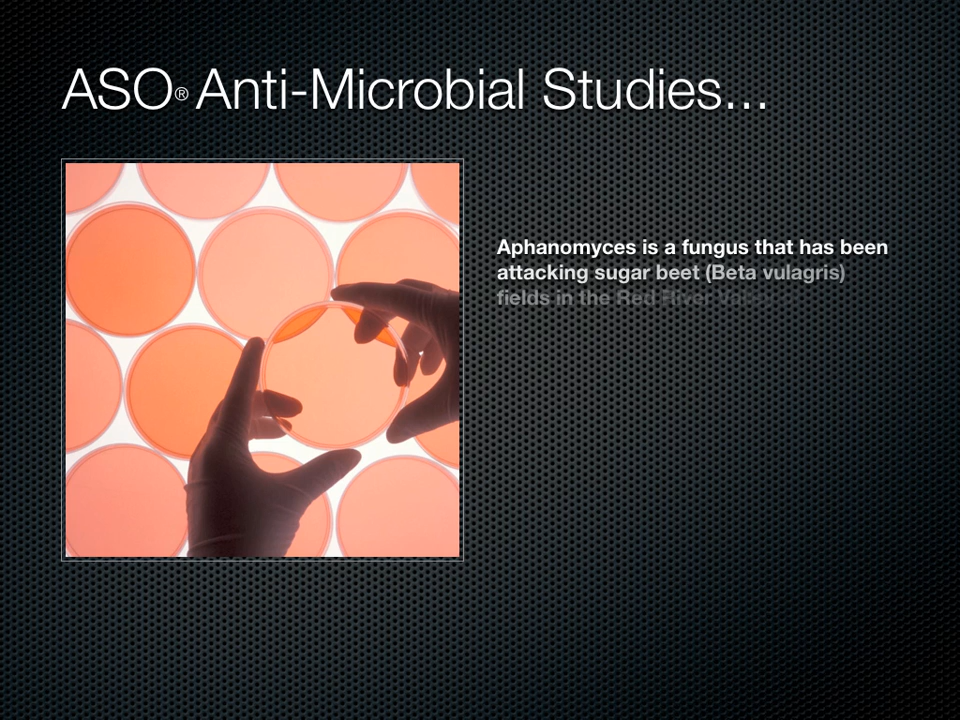 ASO® Anti-Microbial Studies...
Aphanomyces is a fungus that has been
attacking sugar beet (Beta vulagris)
fields in the Red River